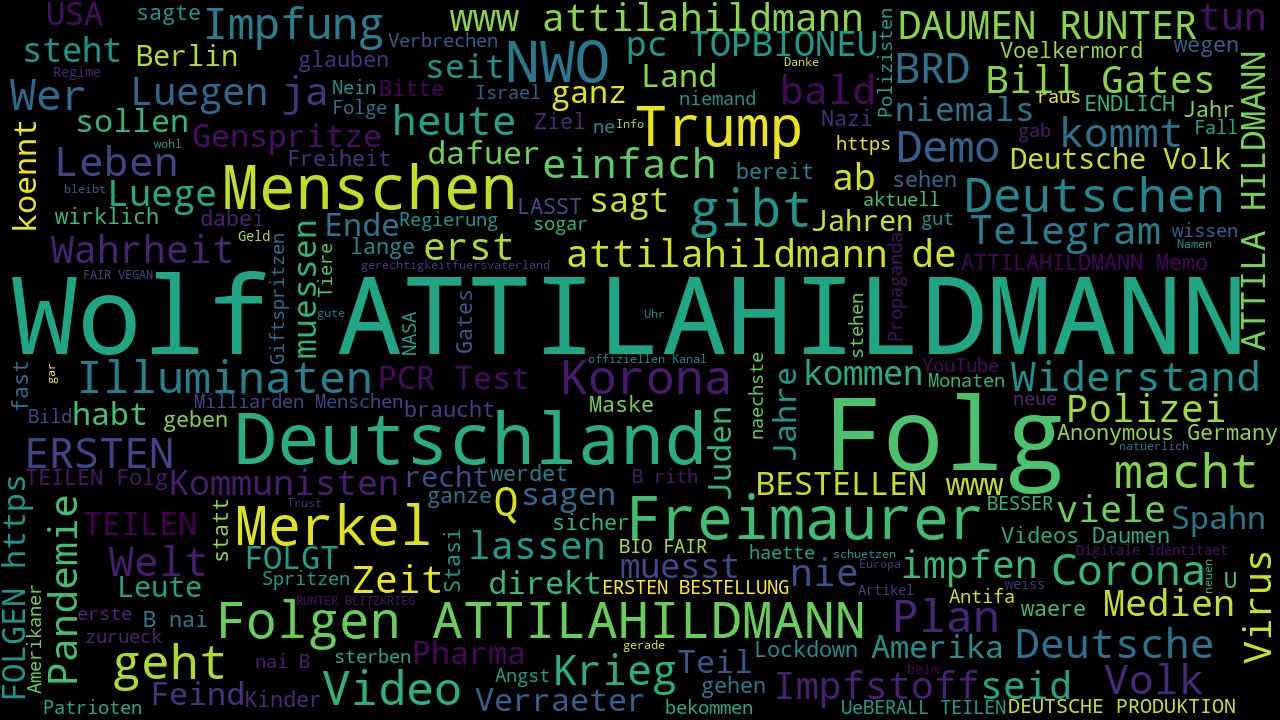 USA sagte Impfung www attilahildmann DAUMEN RUNTER tun
steht Berlin glauben Verbrechen seit NWO pc TOPBIONEU Polizisten BRD Voelkermord wegen
Regime Land Danke Bill Gates
Wer Luegen ja Nein Bitte Israel ganz niemand bald niemals raus ENDLICH Jahr
sollen Folge heute Ziel ne Info Trump Nazi gab kommt Fall
koennt wohl Genspritze dafuer einfach https Demo Deutsche Volk ATTILA HILDMANN
Leben Freiheit bereit ab sehen
bleibt Luege Menschen LASST sagt gibt aktuell Deutschen
wirklich dabei Ende Regierung sogar Jahren gut Telegram wissen
Wahrheit Geld lange erst attilahildmann de Namen
FAIR VEGAN Giftspritzen muessen Tiere gerechtigkeitfuersvaterland Propaganda ATTILAHILDMANN Memo
Wolf ATTILAHILDMANN
gute NASA Gates Uhr stehen
fast gar Illuminaten PCR Test offiziellen Kanal Korona naechste Jahre kommen YouTube Monaten Widerstand
Bild habt geben Milliarden Menschen braucht Maske Juden neue Polizei
ERSTEN Deutschland Folg Anonymous Germany
natuerlich
TEILEN Folg Kommunisten recht werdet B rith BESTELLEN www macht
FOLGEN https Pandemie ganze Q sagen BESSER viele
TEILEN statt Trust Merkel sicher Freimaurer Spahn
Welt FOLGT Stasi lassen BIO FAIR haette schuetzen Videos Daumen
Leute Spritzen Zeit direkt muesst nie Europa impfen Digitale Identitaet Corona neuen U Virus
Amerikaner erste RUNTER BLITZKRIEG ERSTEN BESTELLUNG Artikel weiss
B nai Folgen ATTILAHILDMANN Plan Antifa waere Medien
zurueck
geht nai B sterben Pharma gerade Teil Lockdown Amerika Deutsche
Feind Kinder Angst Krieg gehen beim
Patrioten Video Verraeter bekommen Impfstoff seid Volk
UeBERALL TEILEN DEUTSCHE PRODUKTION